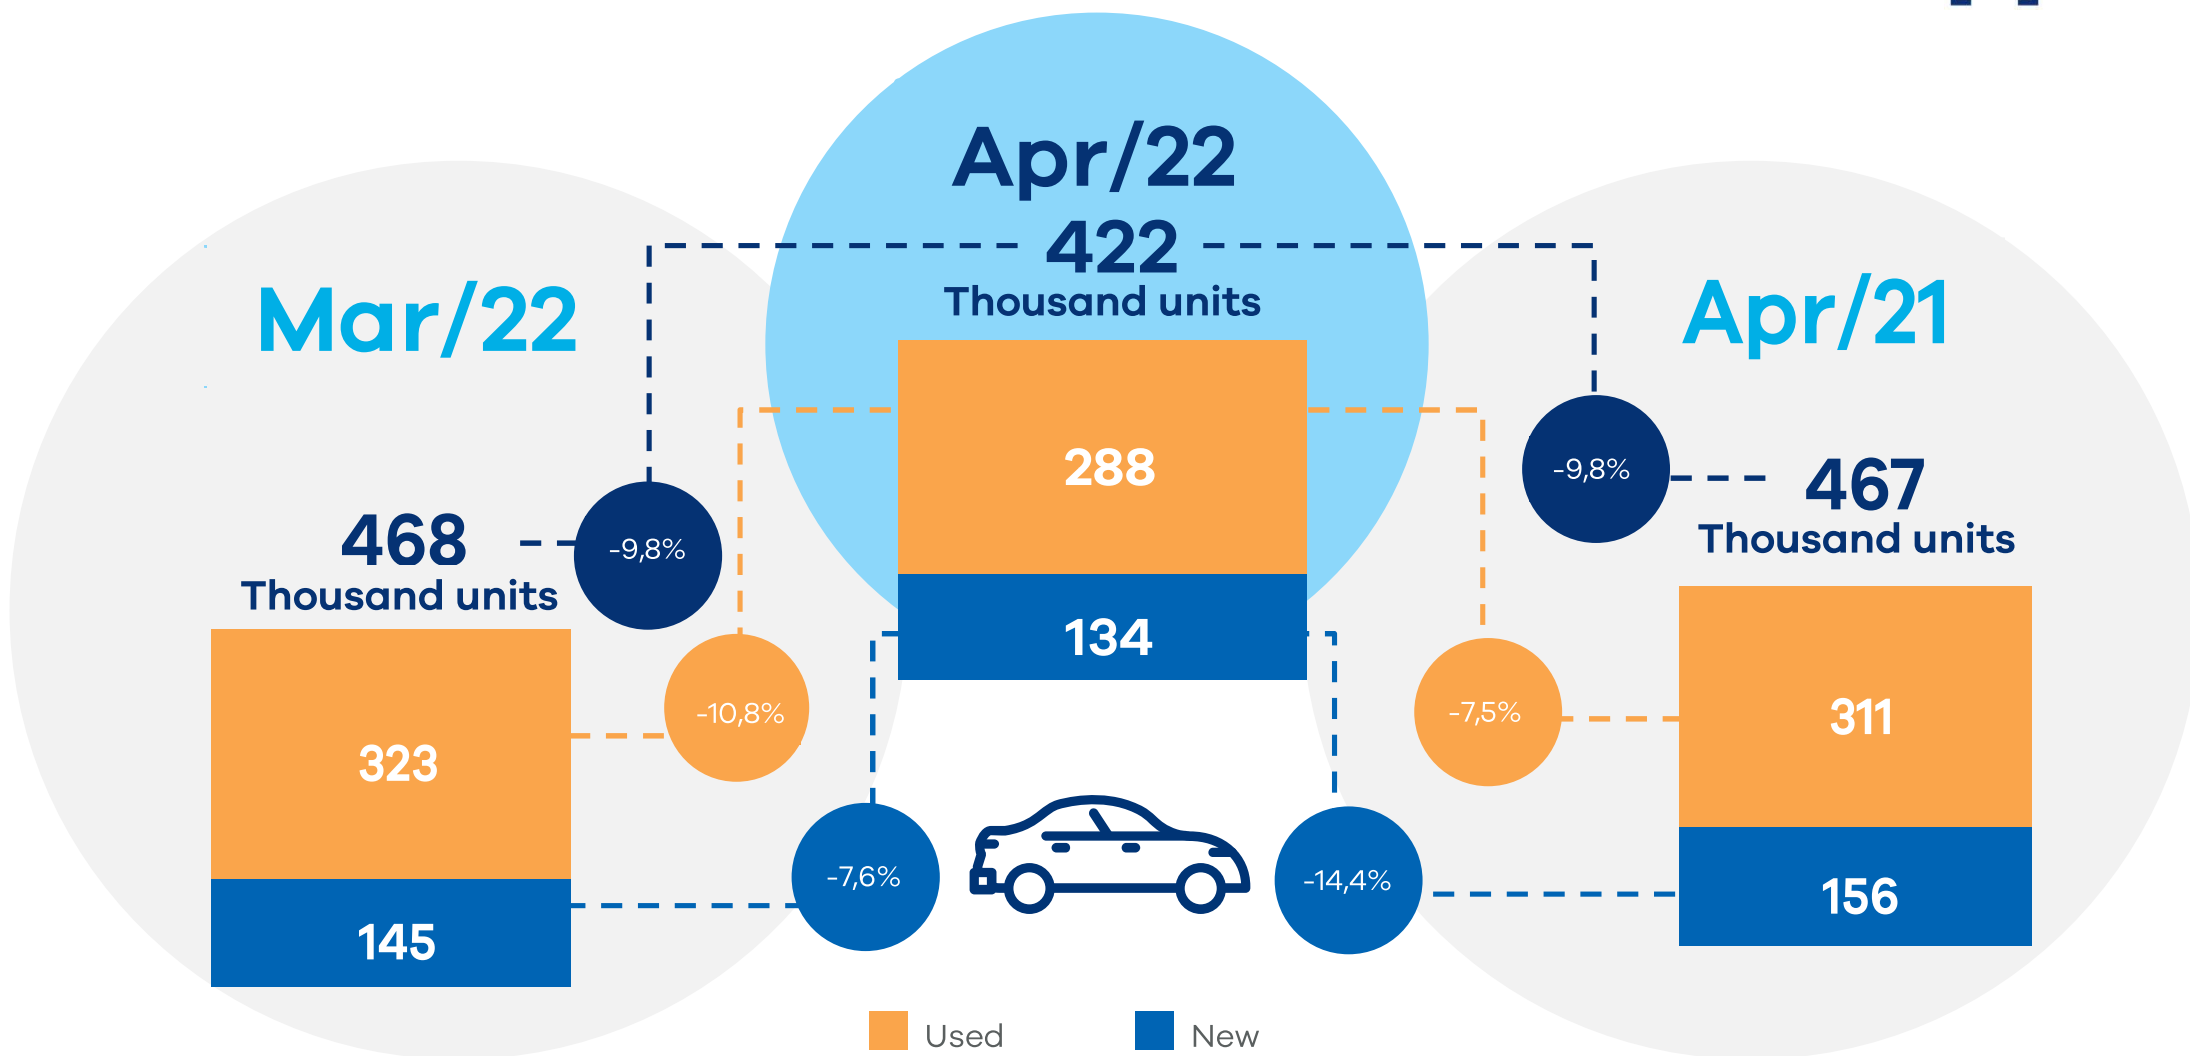 Apr/22
422
Thousand units
288
134
Mar/22
468
Thousand units
323
145
-9,8%
-10,8%
-7,6%
Apr/21
467
Thousand units
311
156
-9,8%
-7,5%
-14,4%
Used
New